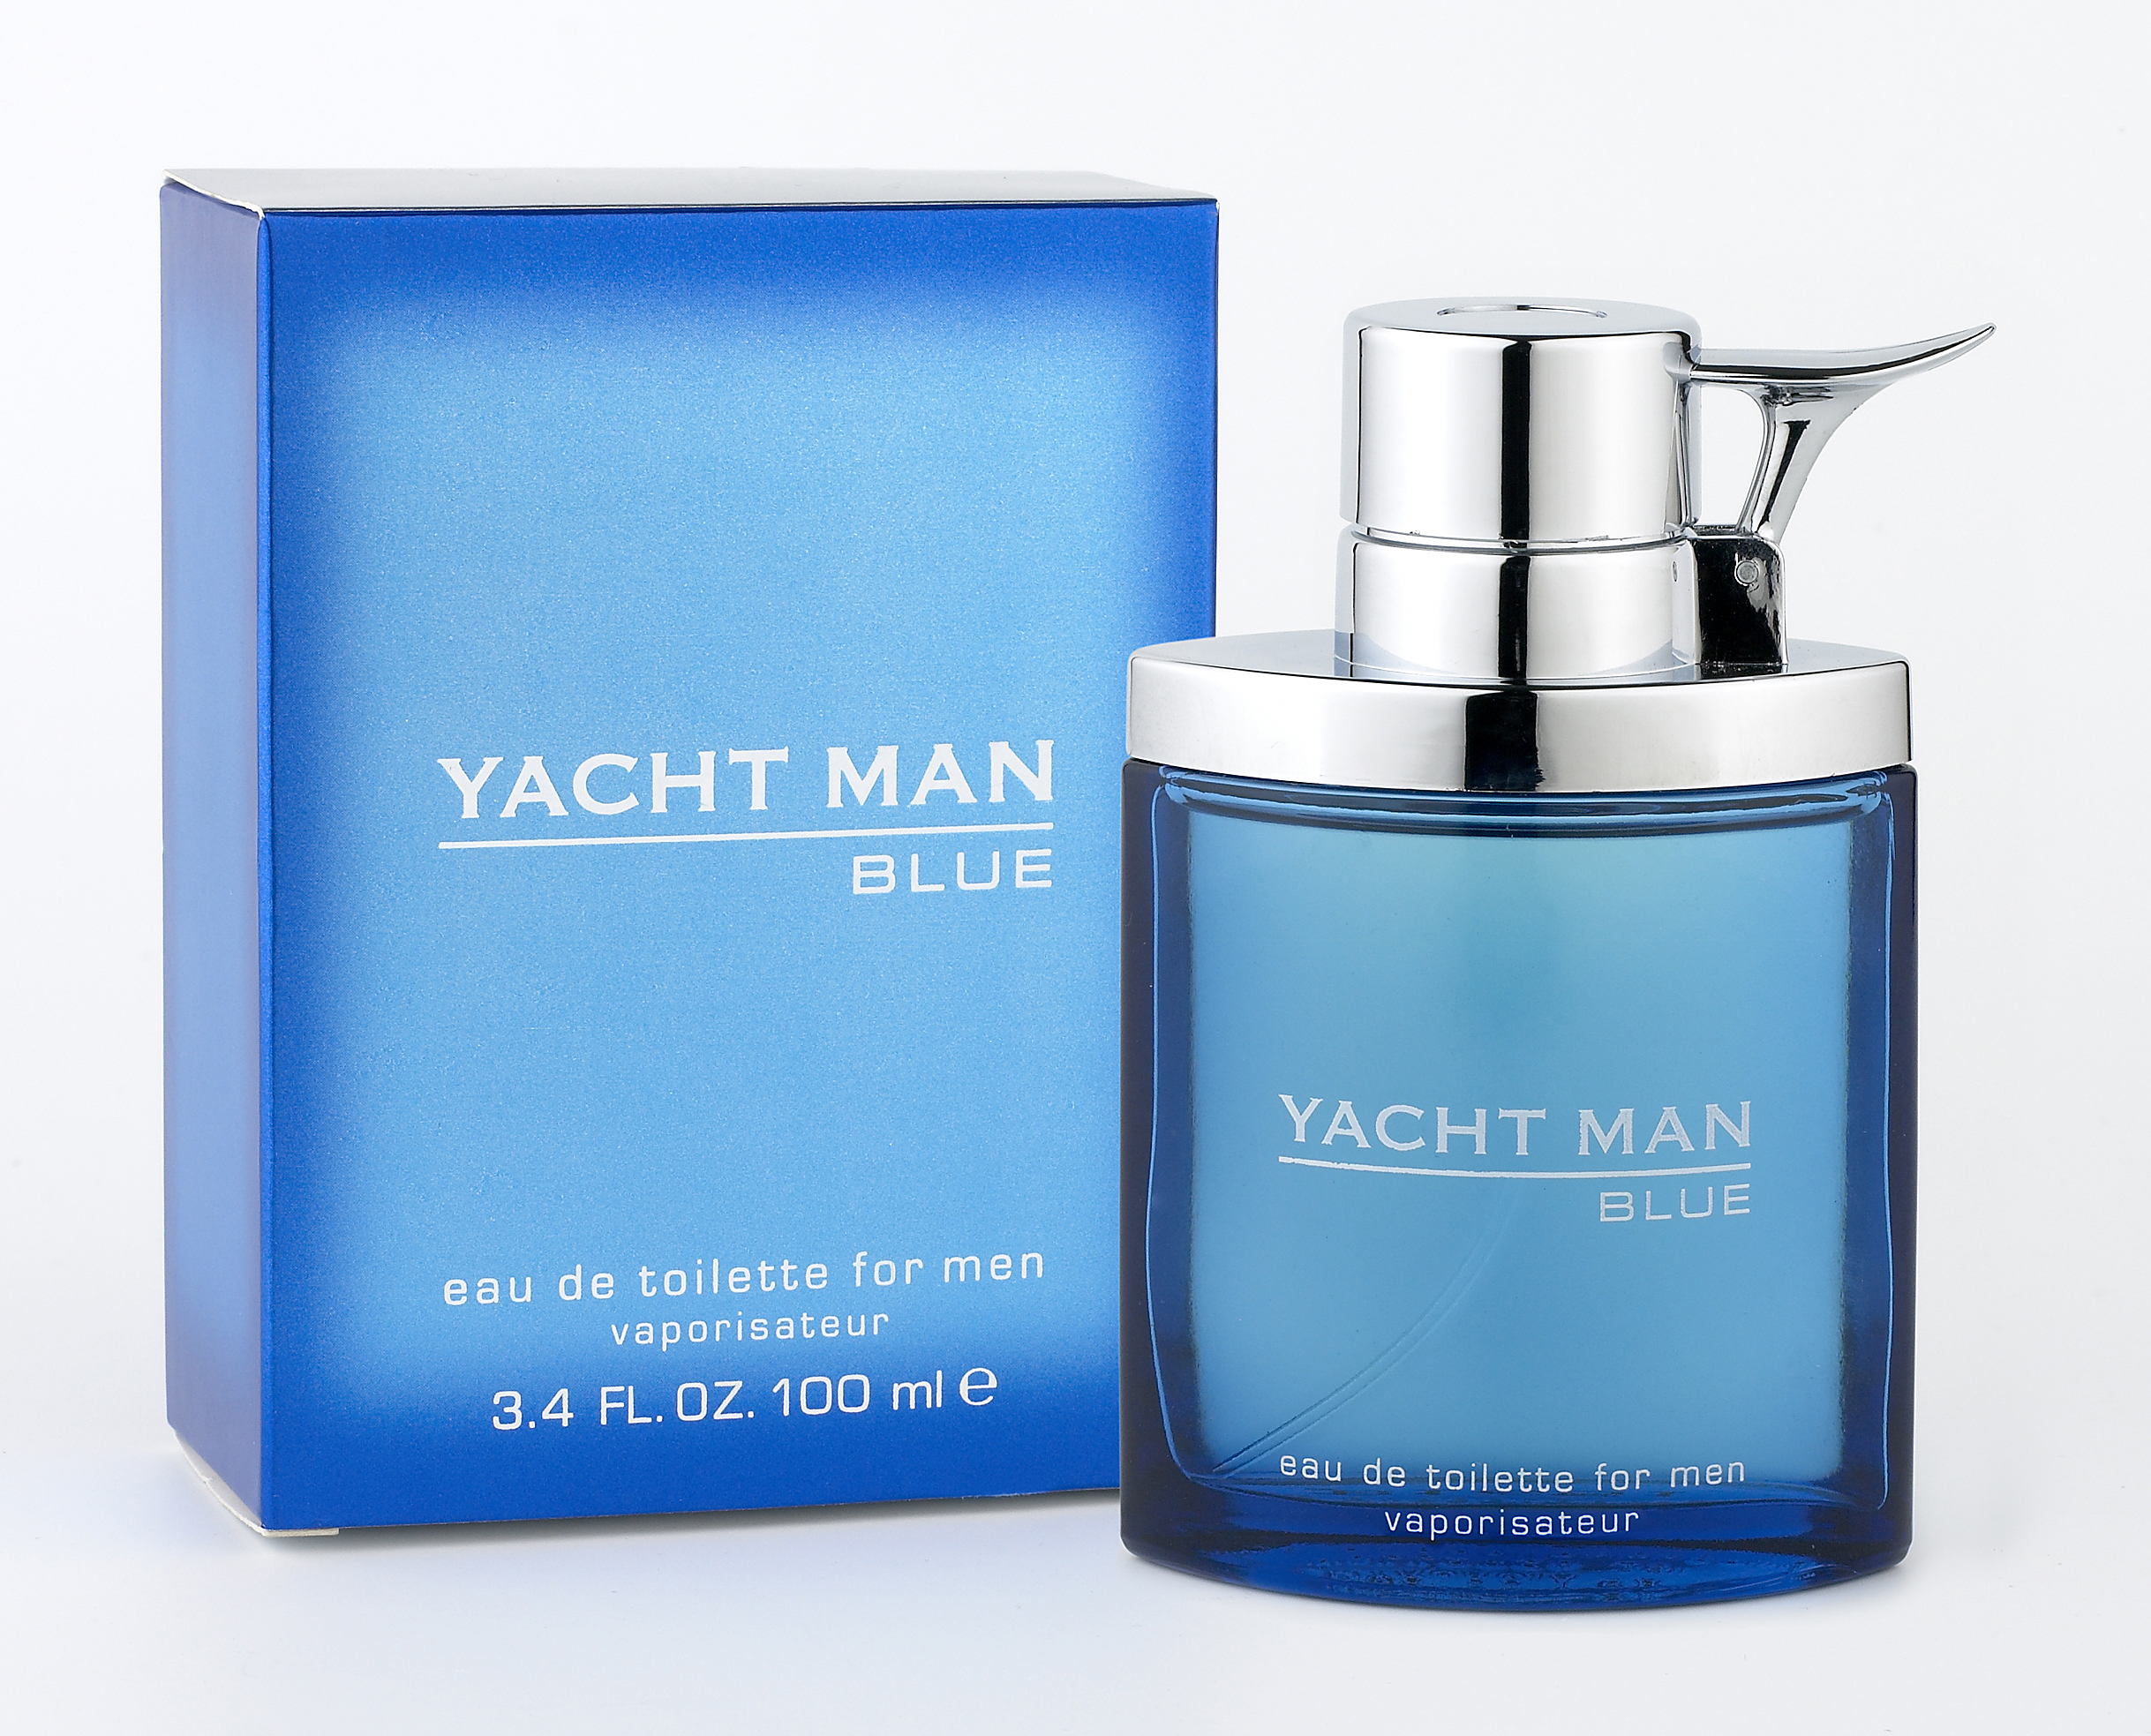 YACHT MAN
BLUE
eau de toilette for men
vaporisateur
3.4 FL. OZ. 100 ml e
YACHT MAN
BLUE
eau de toilette for men
vaporisateur